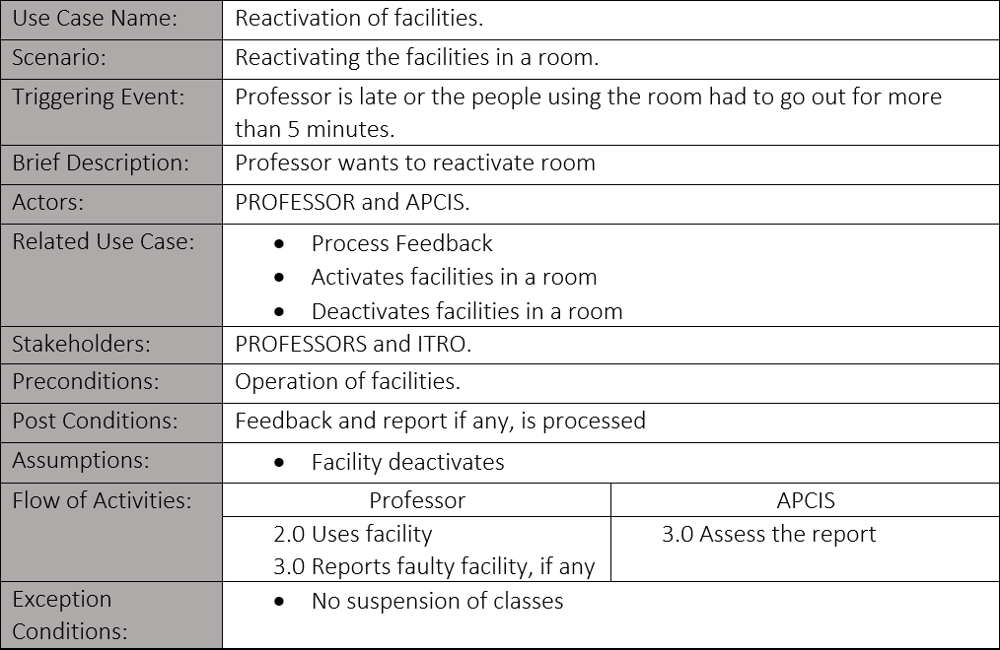 Use Case Name: Reactivation of facilities.
Scenario: Reactivating the facilities in a room.
Triggering Event: Professor is late or the people using the room had to go out for more
than 5 minutes.
Brief Description: Professor wants to reactivate room
Actors: PROFESSOR and APCIS.
Related Use Case: • Process Feedback
• Activates facilities in a room
• Deactivates facilities in a room
Stakeholders: PROFESSORS and ITRO.
Preconditions: Operation of facilities.
Post Conditions: Feedback and report if any, is processed
Assumptions: • Facility deactivates
Flow of Activities: Professor APCIS
2.0 Uses facility 3.0 Assess the report
3.0 Reports faulty facility, if any
Exception • No suspension of classes
Conditions: